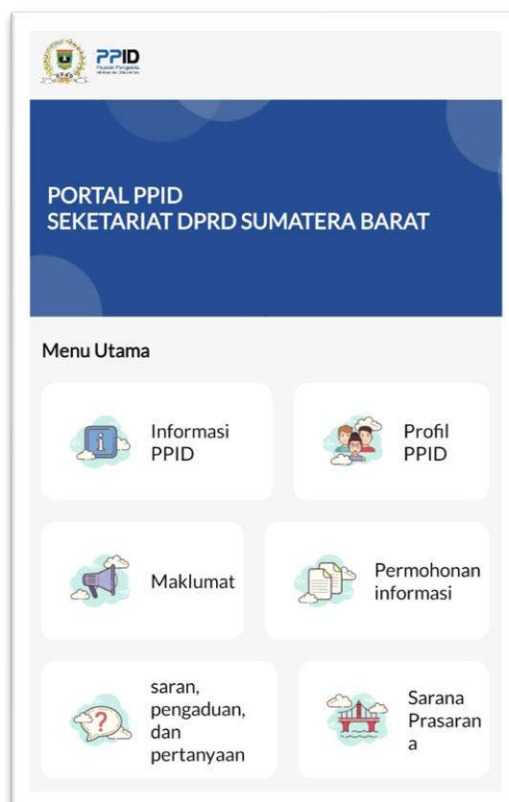 PPID
PORTAL PPID
SEKETARIAT DPRD SUMATERA BARAT
Menu Utama
Informasi
PPID
Profil
PPID
Maklumat
Permohonan
informasi
saran,
pengaduan,
dan
pertanyaan
Sarana
Prasaran
a